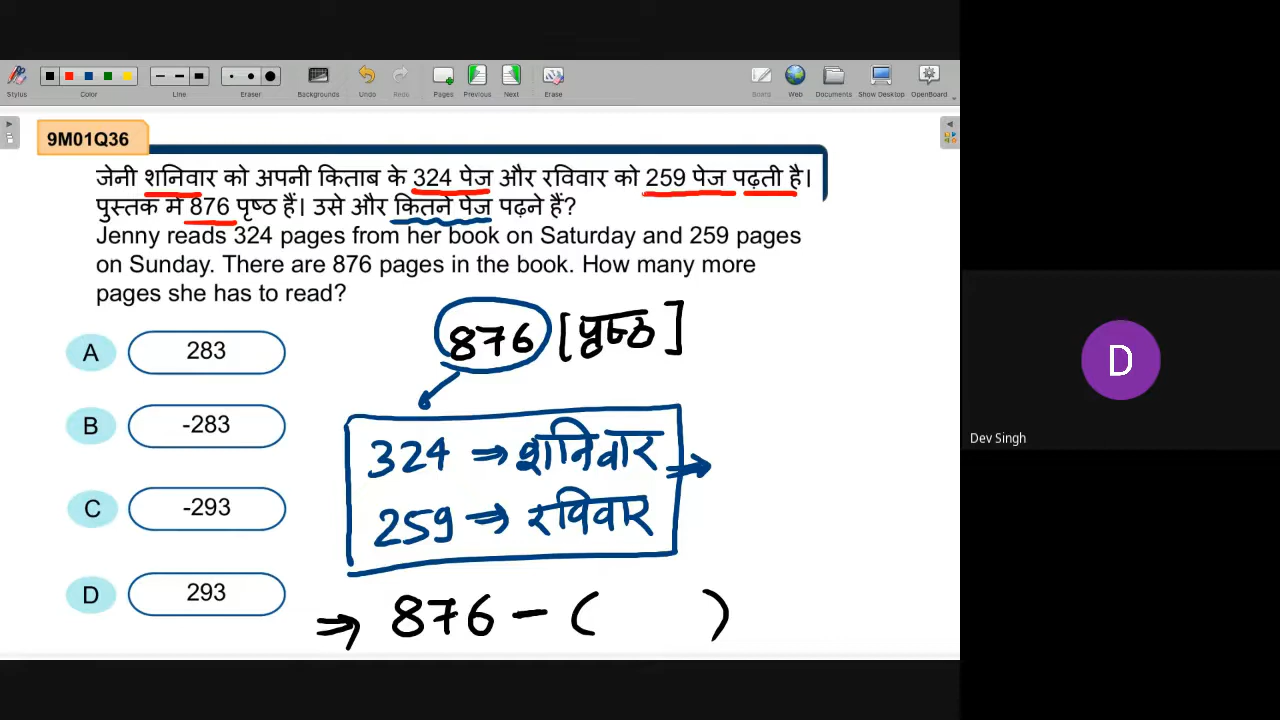 Stylus Color Line Eraser Backgrounds Undo Redo Pages Previous Next Erase Board Web Documents Show Desktop OpenBoard
9M01Q36
जेनी शनिवार को अपनी किताब के 324 पेज और रविवार को 259 पेज पढ़ती है।
पुस्तक में 876 पृष्ठ हैं। उसे और कितने पेज पढ़ने हैं?
Jenny reads 324 pages from her book on Saturday and 259 pages
on Sunday. There are 876 pages in the book. How many more
pages she has to read?
876 [पृष्ठ]
A 283
B -283
C -293
D 293
324 ⇒ शनिवार ⇒
259 ⇒ रविवार
⇒ 876 - ( )
D
Dev Singh